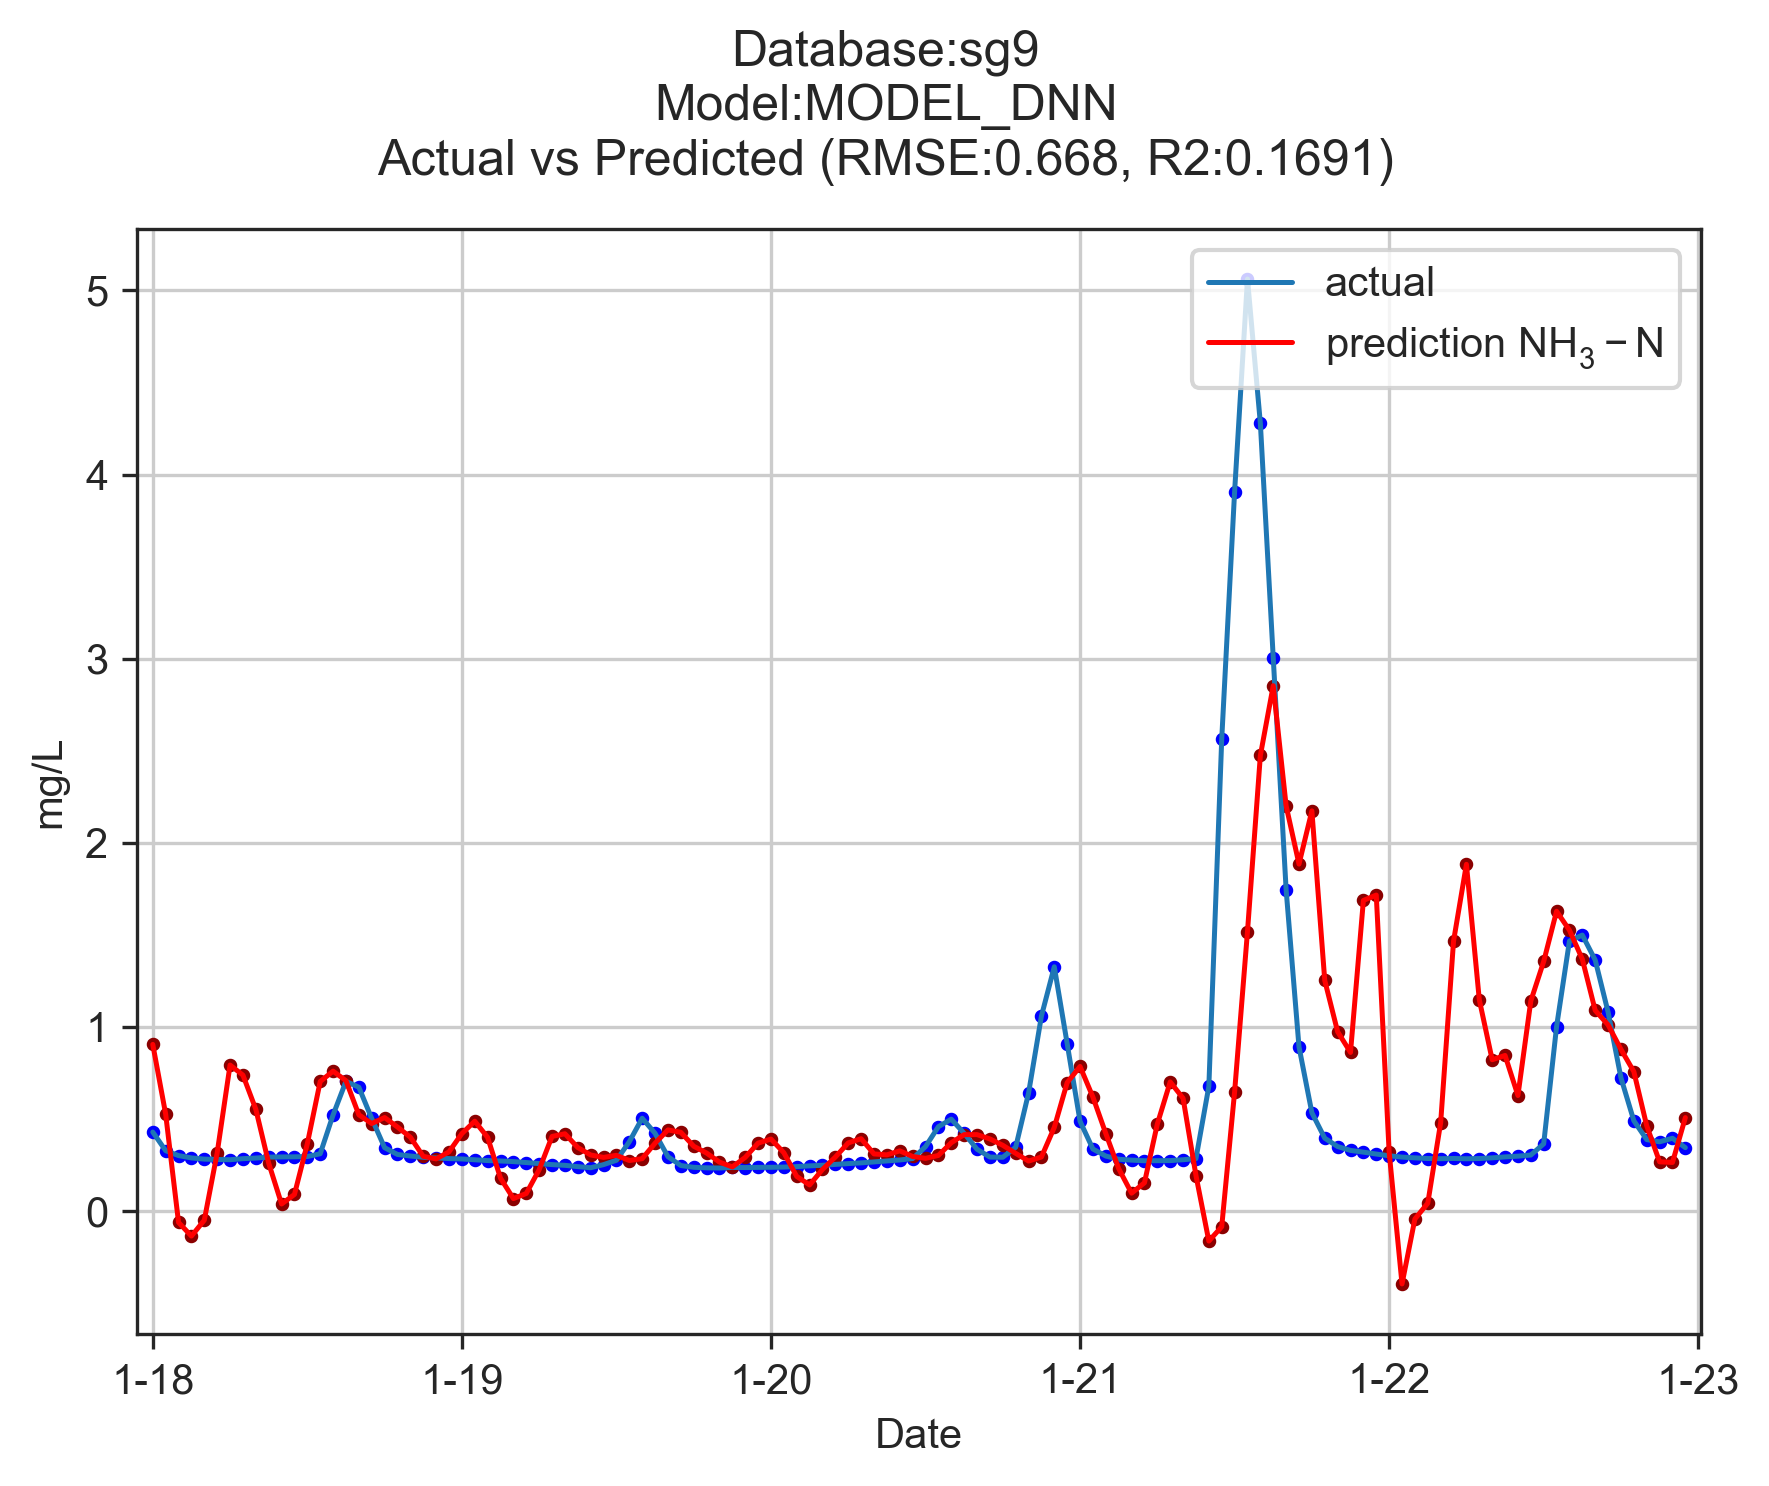 Database:sg9
Model:MODEL_DNN
Actual vs Predicted (RMSE:0.668, R2:0.1691)
actual
prediction NH₃ − N
5
4
3
2
1
0
mg/L
1-18 1-19 1-20 1-21 1-22 1-23
Date